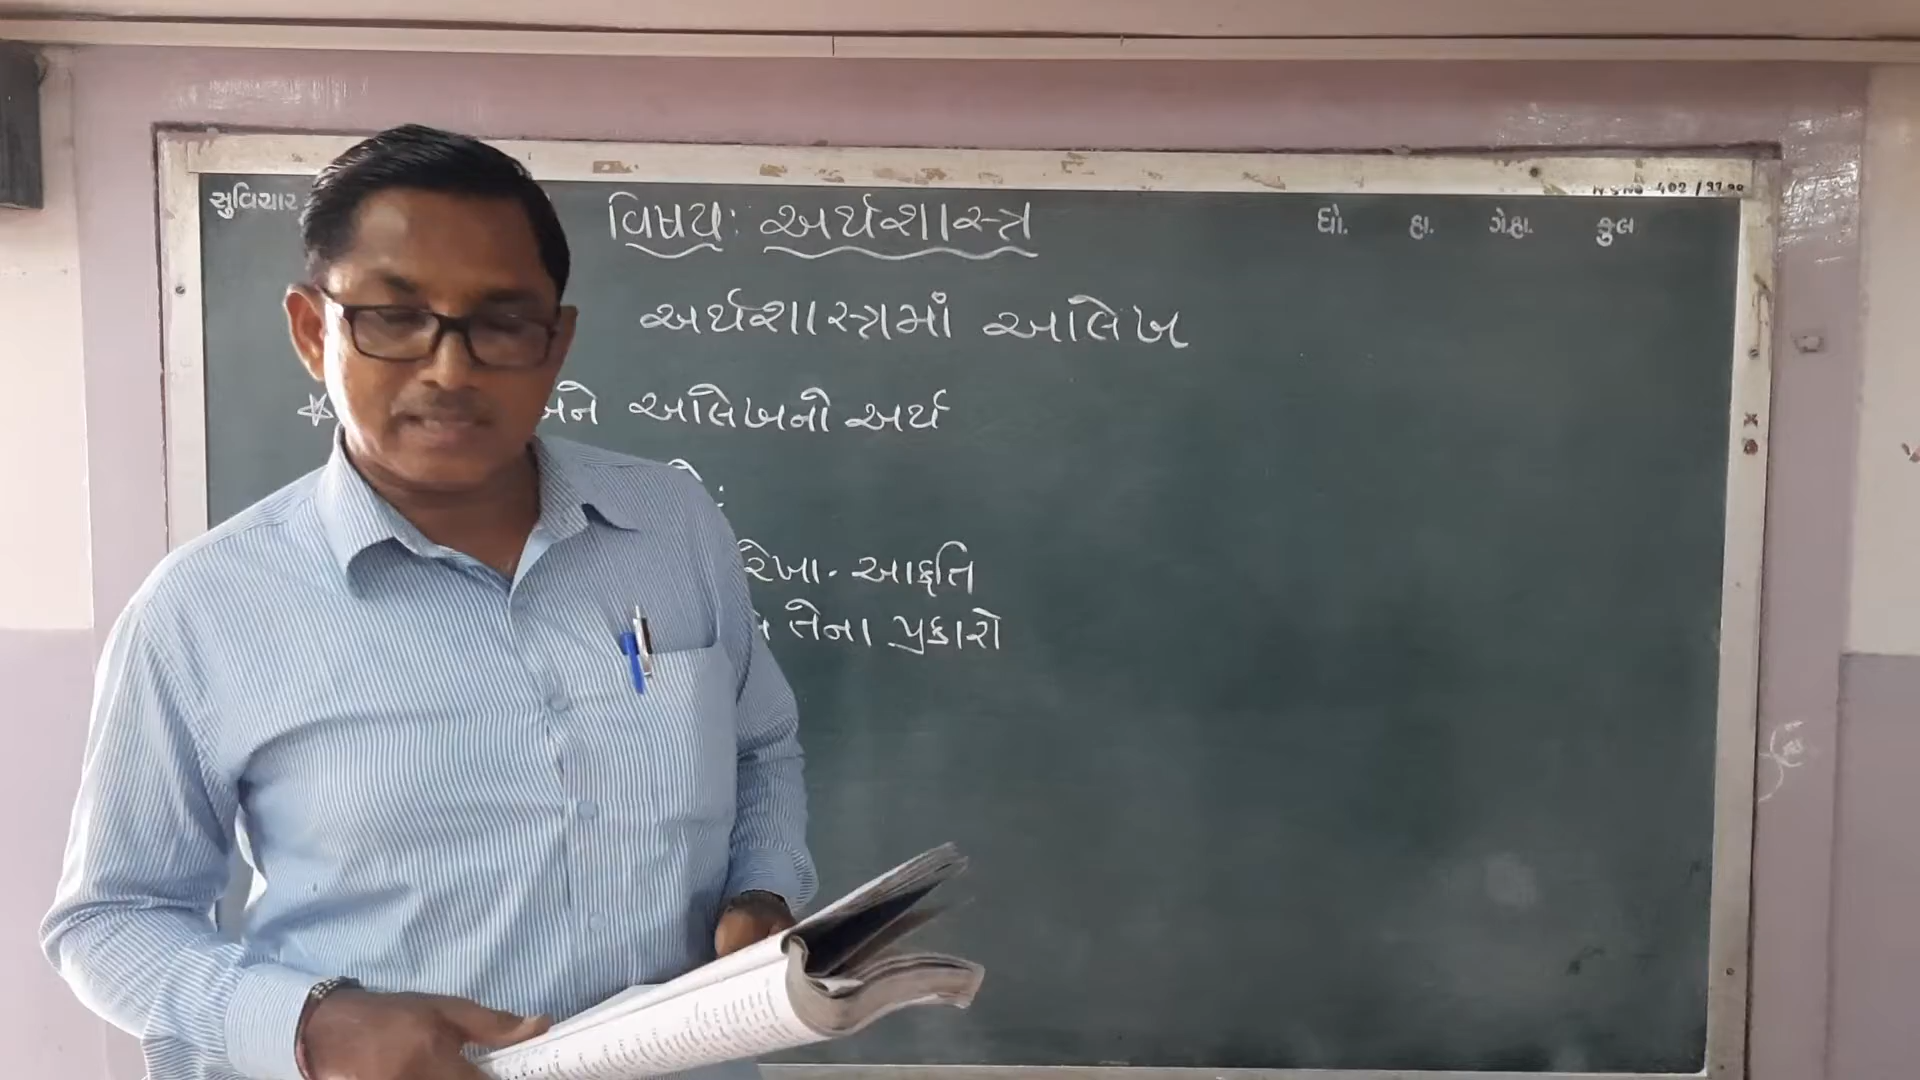 સુવિચાર
વિષય: અર્થશાસ્ત્ર
ધો. હા. ગે.હા. કુલ
અર્થશાસ્ત્રમાં આલેખ
આલેખનો અર્થ
રેખા. આકૃતિ
તેના પ્રકારો